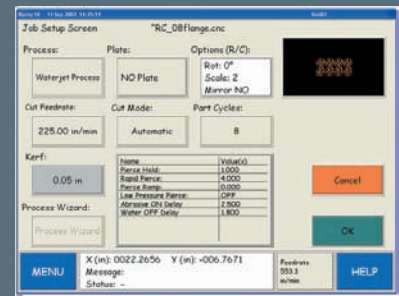 Job Setup Screen "RC_08flange.cnc
Process: Plate: Options (R/C):
Waterjet Process NO Plate Rot: 0°
Scale: 2
Mirror NO
Cut Feedrate: Cut Mode: Part Cycles:
225.00 in/min Automatic 8
Kerf:
0.05 in
Name Value(s)
Pierce Hold: 1.000
Rapid Pierce: 4.000
Pierce Ramp: 0.000
Low Pressure Pierce: OFF
Abrasive ON Delay 2.500
Water OFF Delay 1.800
Cancel
Process Wizard:
Process Wizard
OK
MENU
X (in): 0022.2656 Y (in): -006.7671
Message:
Status: -
Feedrate
553.3
in/min
HELP